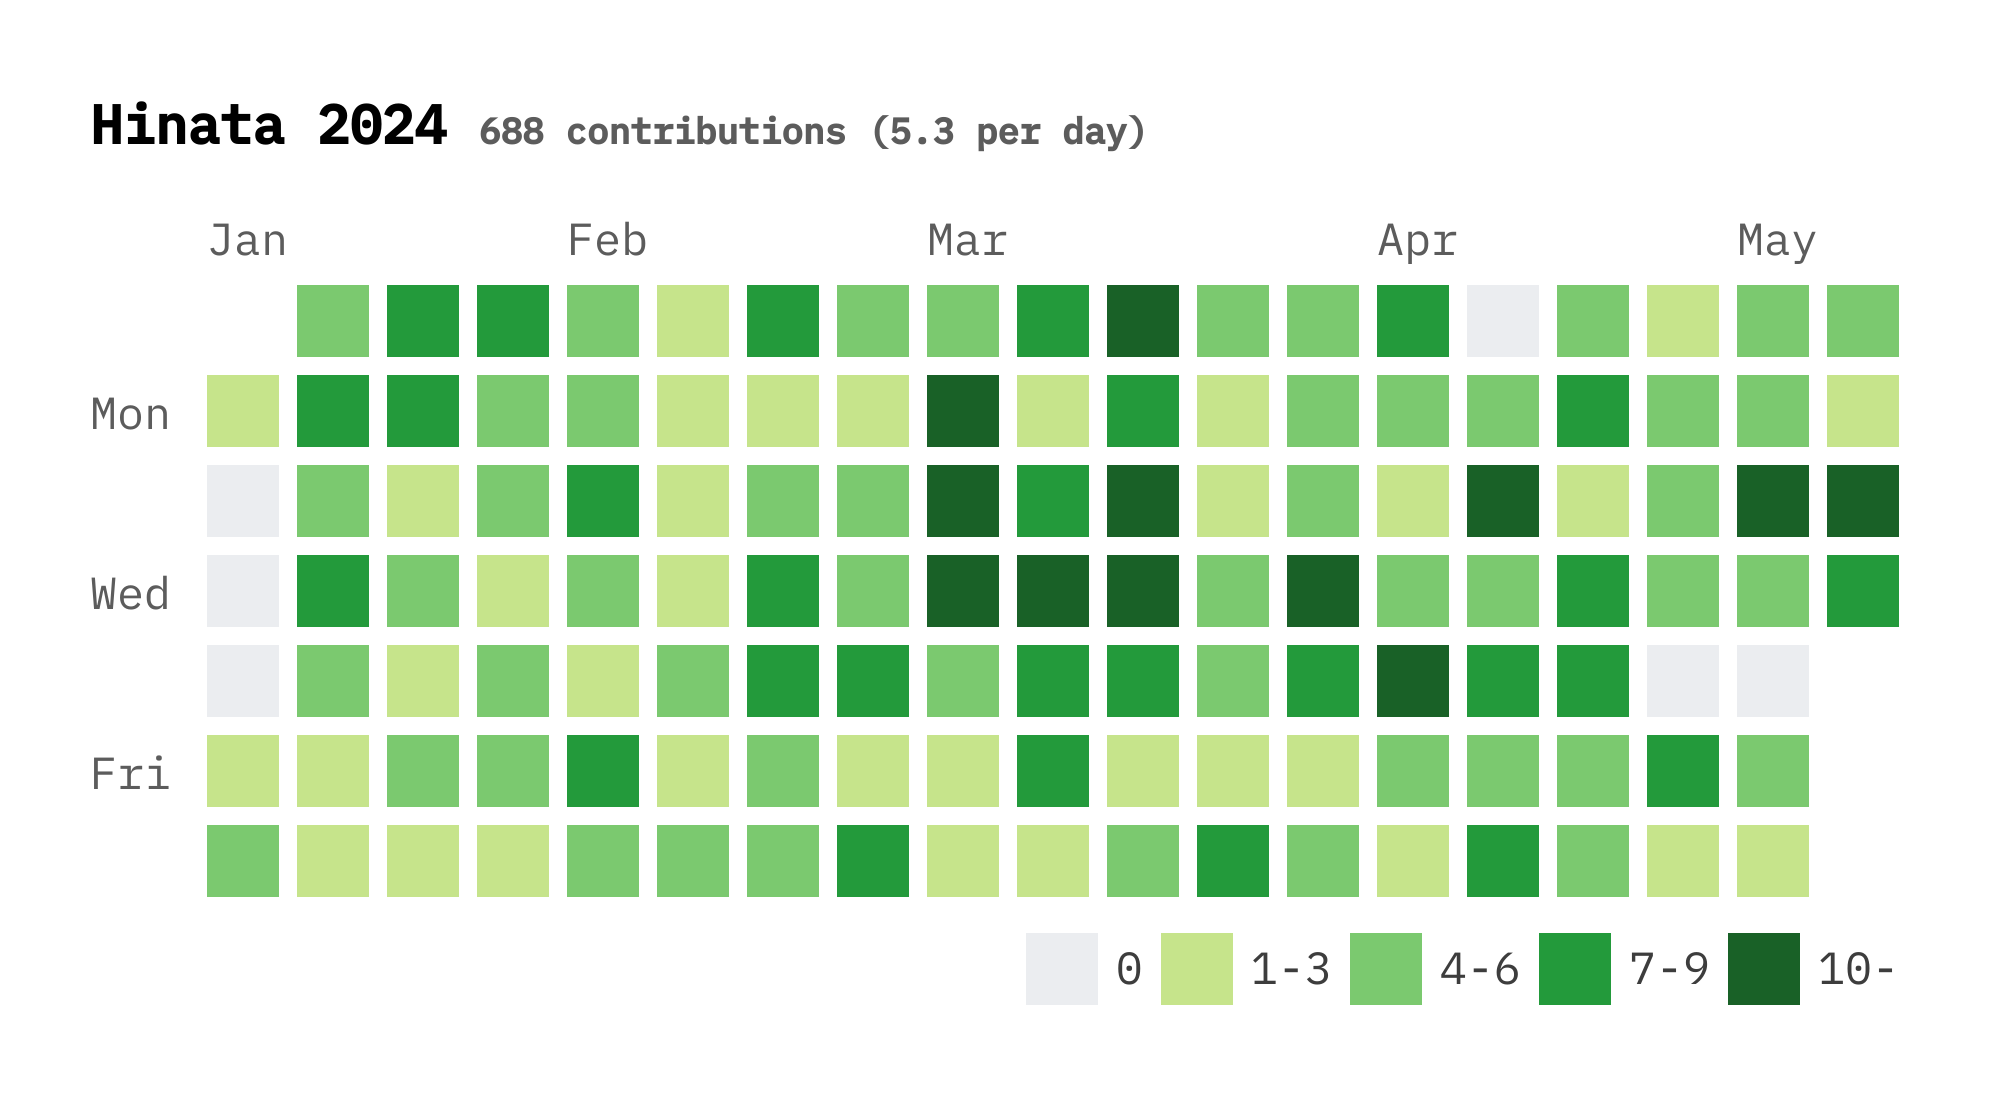 Hinata 2024 688 contributions (5.3 per day)
Jan Feb Mar Apr May
Mon
Wed
Fri
0 1-3 4-6 7-9 10-